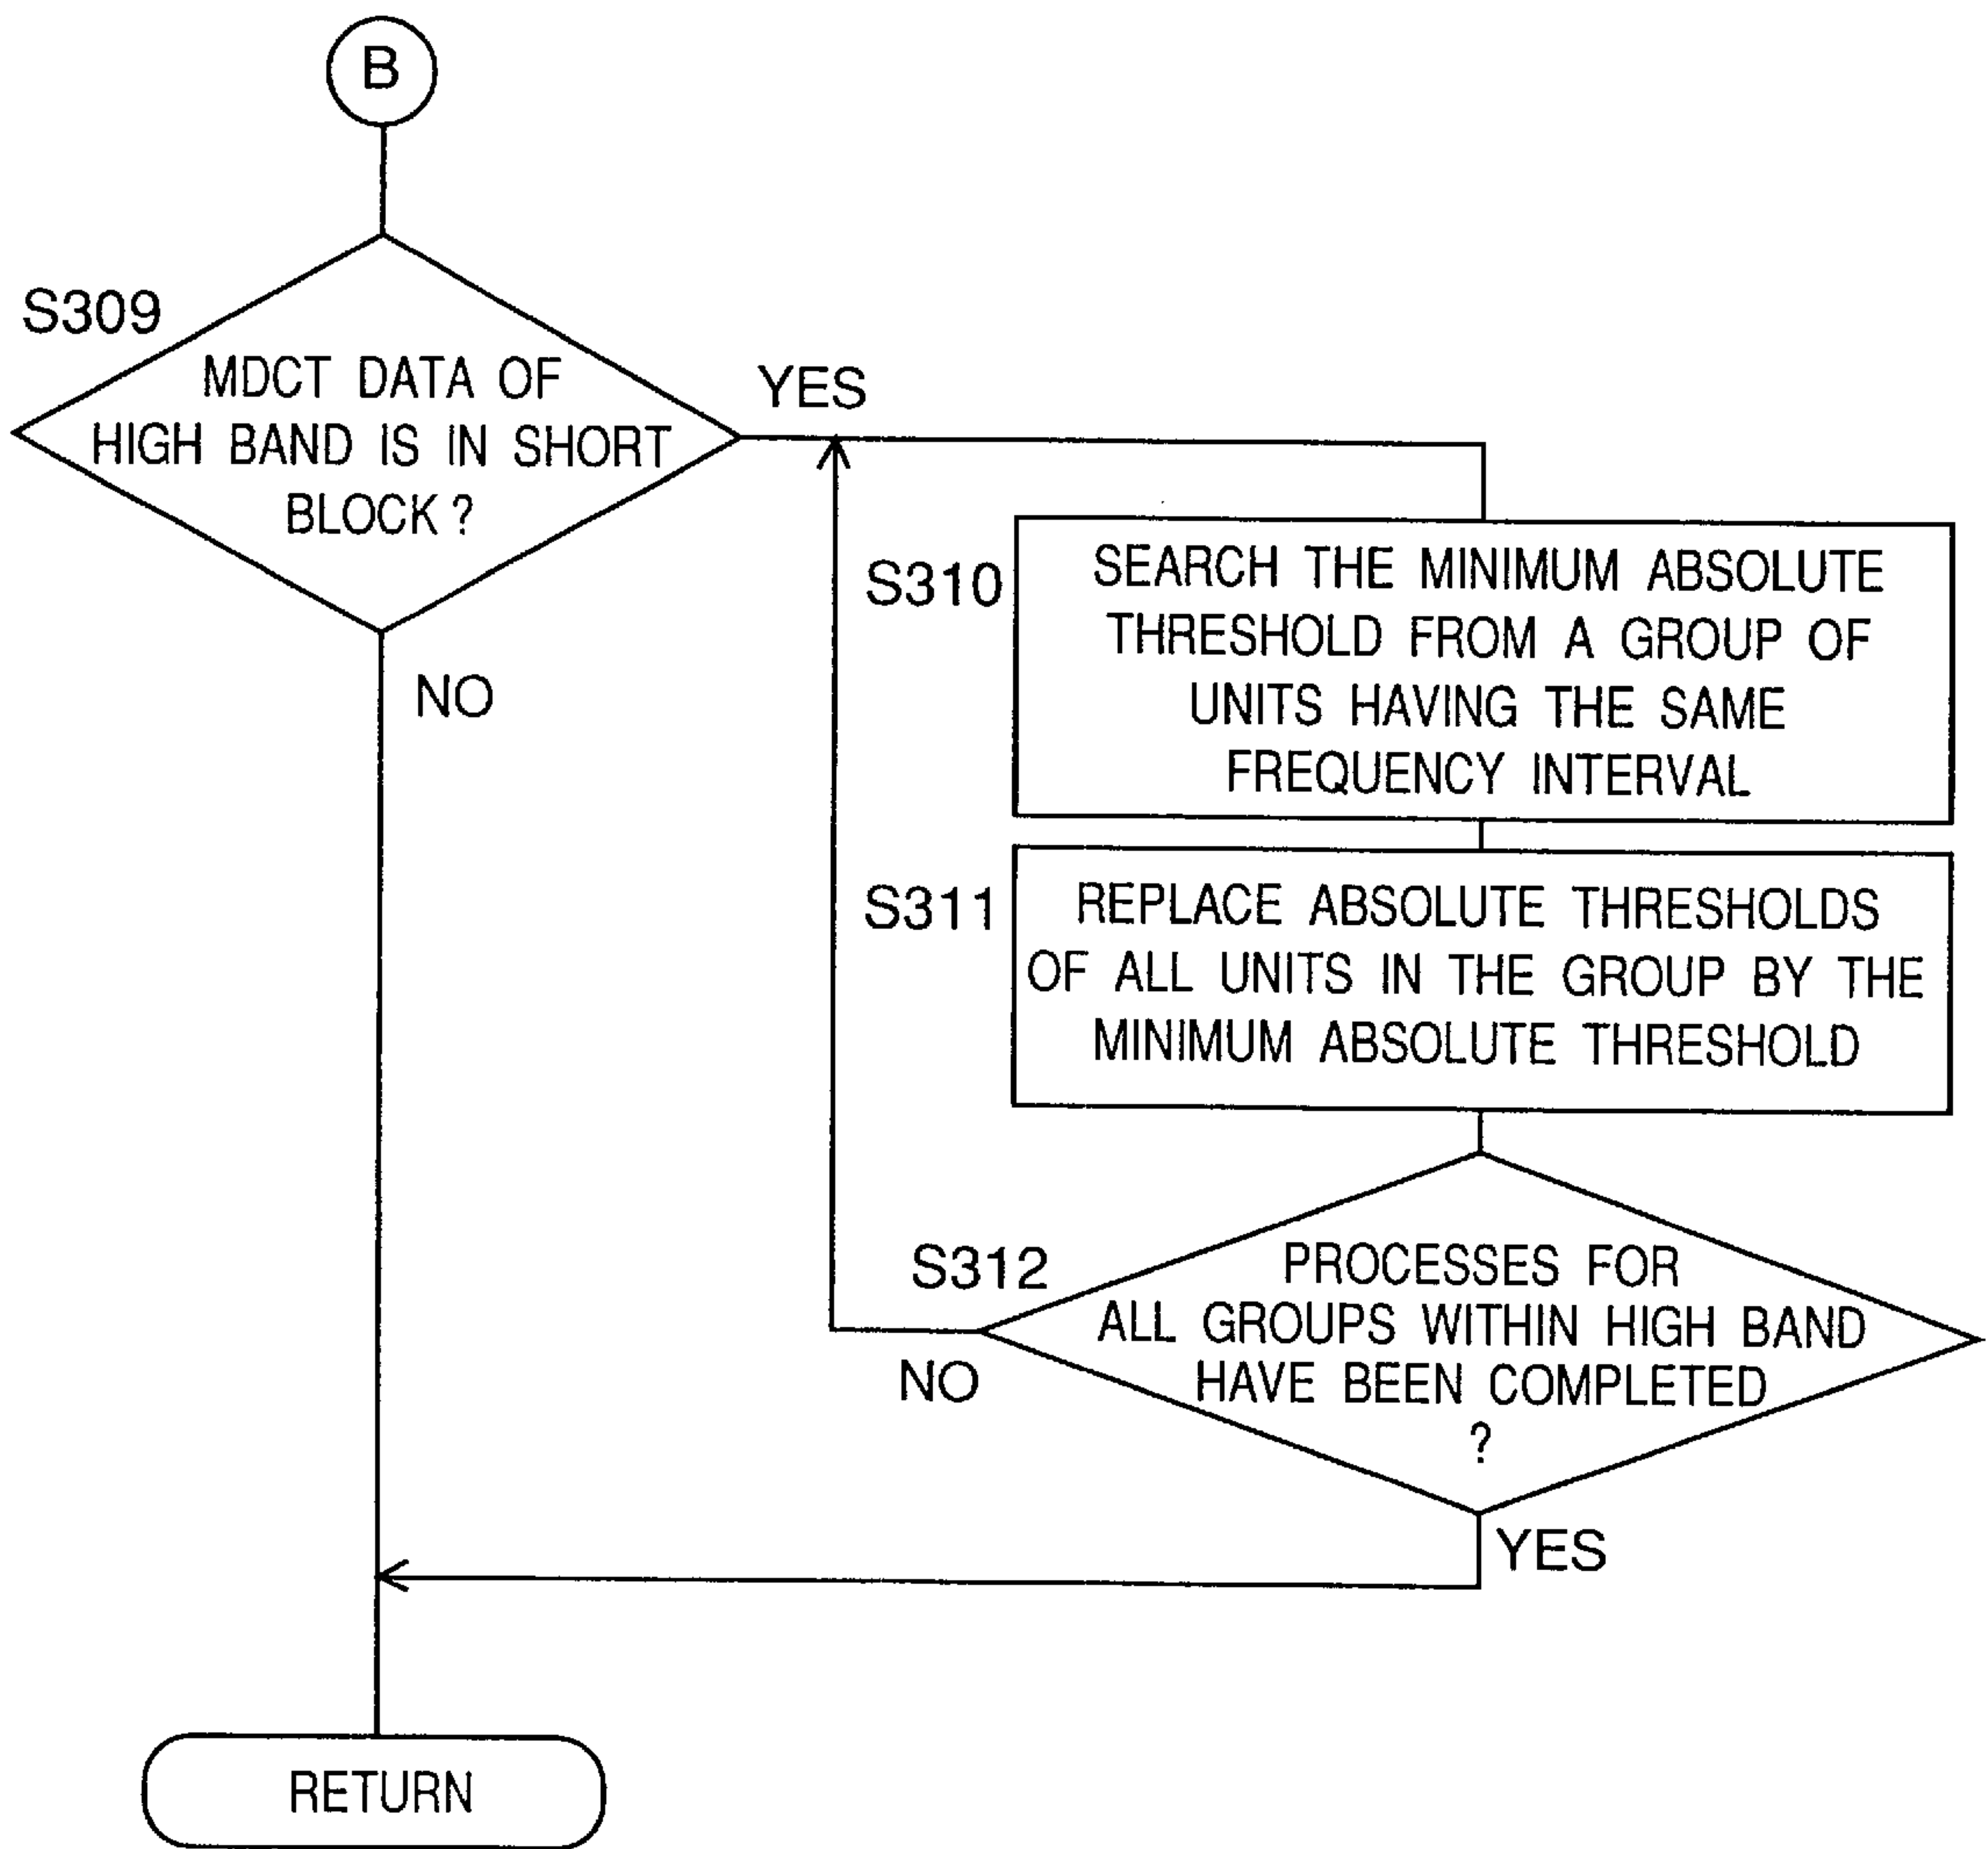 B
S309
MDCT DATA OF
HIGH BAND IS IN SHORT
BLOCK?
YES
NO
S310
SEARCH THE MINIMUM ABSOLUTE
THRESHOLD FROM A GROUP OF
UNITS HAVING THE SAME
FREQUENCY INTERVAL
S311
REPLACE ABSOLUTE THRESHOLDS
OF ALL UNITS IN THE GROUP BY THE
MINIMUM ABSOLUTE THRESHOLD
S312
PROCESSES FOR
ALL GROUPS WITHIN HIGH BAND
HAVE BEEN COMPLETED
?
NO
YES
RETURN